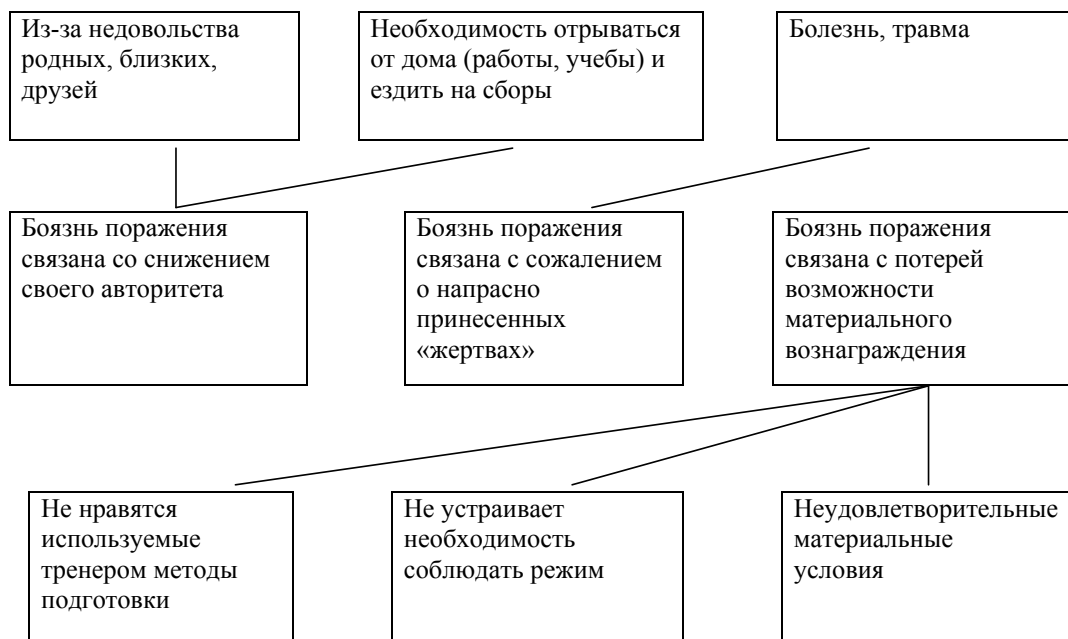 Из-за недовольства
родных, близких,
друзей
Необходимость отрываться
от дома (работы, учебы) и
ездить на сборы
Болезнь, травма
Боязнь поражения
связана со снижением
своего авторитета
Боязнь поражения
связана с сожалением
о напрасно
принесенных
«жертвах»
Боязнь поражения
связана с потерей
возможности
материального
вознаграждения
Не нравятся
используемые
тренером методы
подготовки
Не устраивает
необходимость
соблюдать режим
Неудовлетворительные
материальные
условия